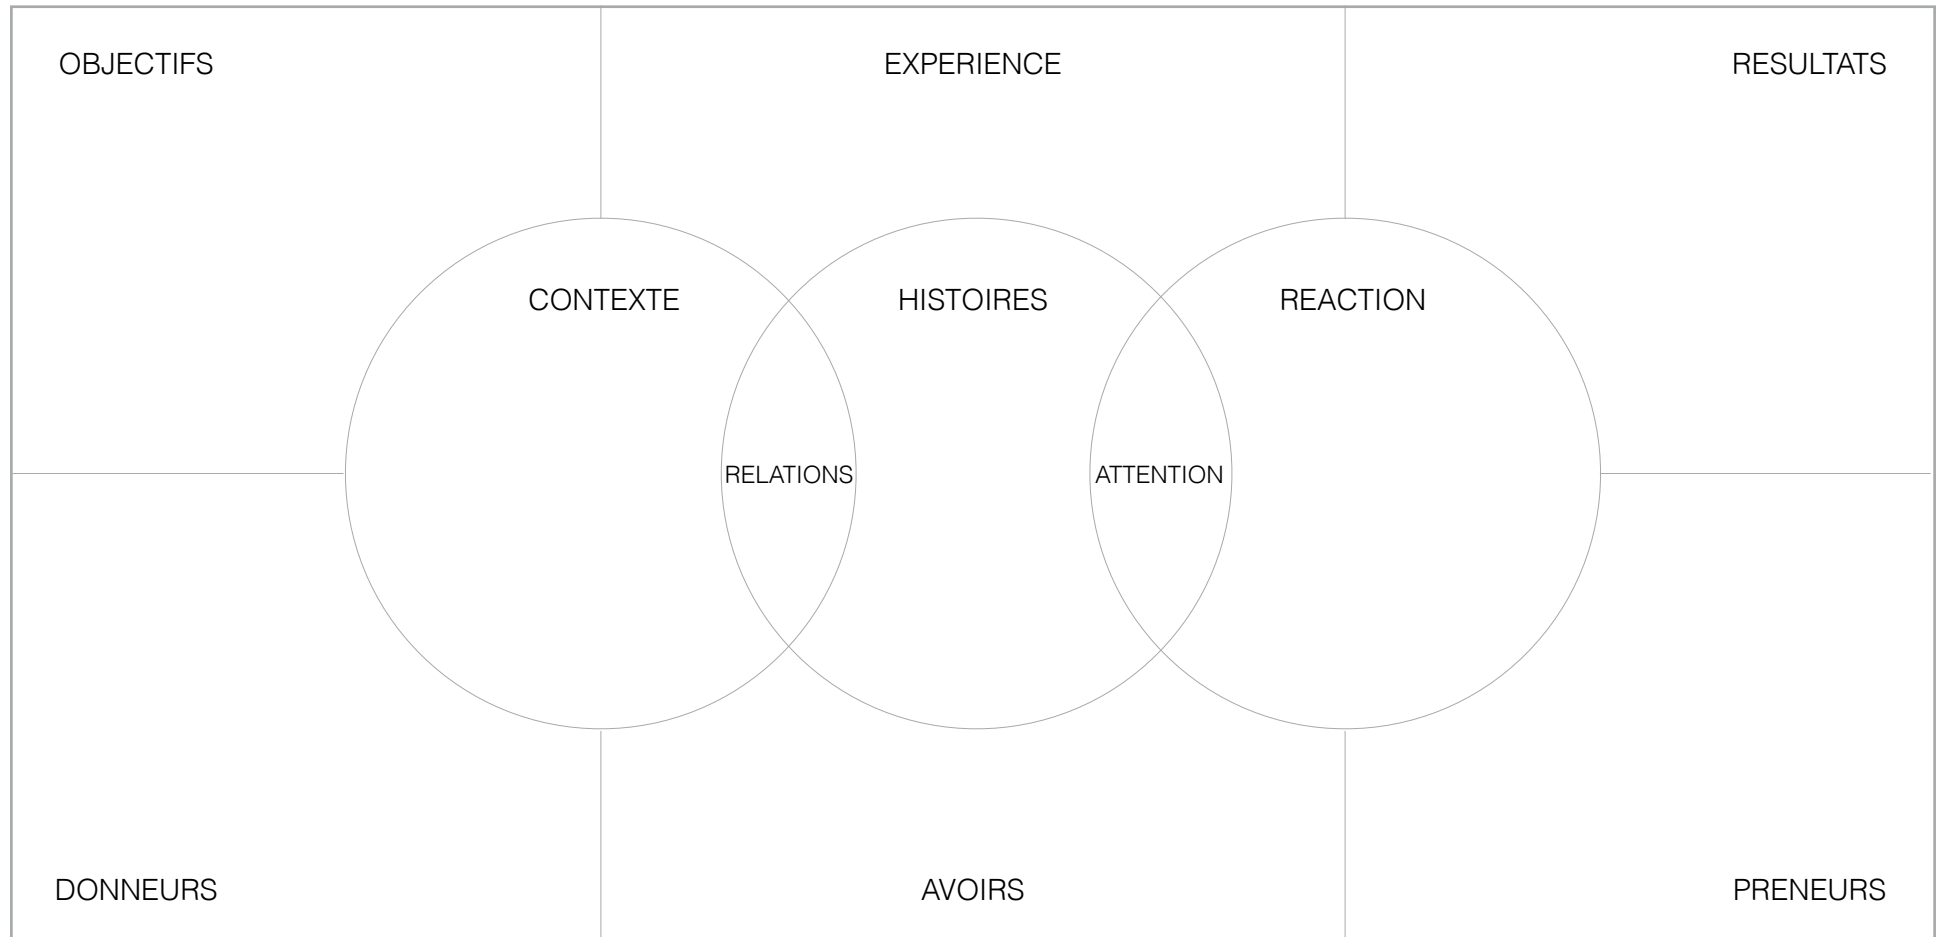 OBJECTIFS
EXPERIENCE
RESULTATS
CONTEXTE
HISTOIRES
REACTION
RELATIONS
ATTENTION
DONNEURS
AVOIRS
PRENEURS